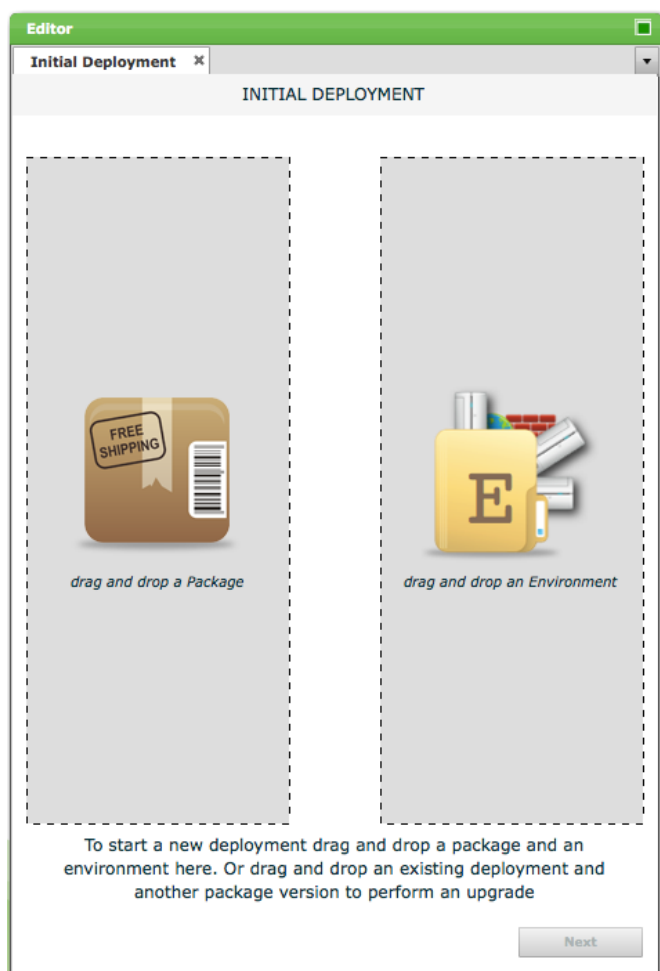 Editor
Initial Deployment
INITIAL DEPLOYMENT
FREE
SHIPPING
drag and drop a Package
E
drag and drop an Environment
To start a new deployment drag and drop a package and an
environment here. Or drag and drop an existing deployment and
another package version to perform an upgrade
Next